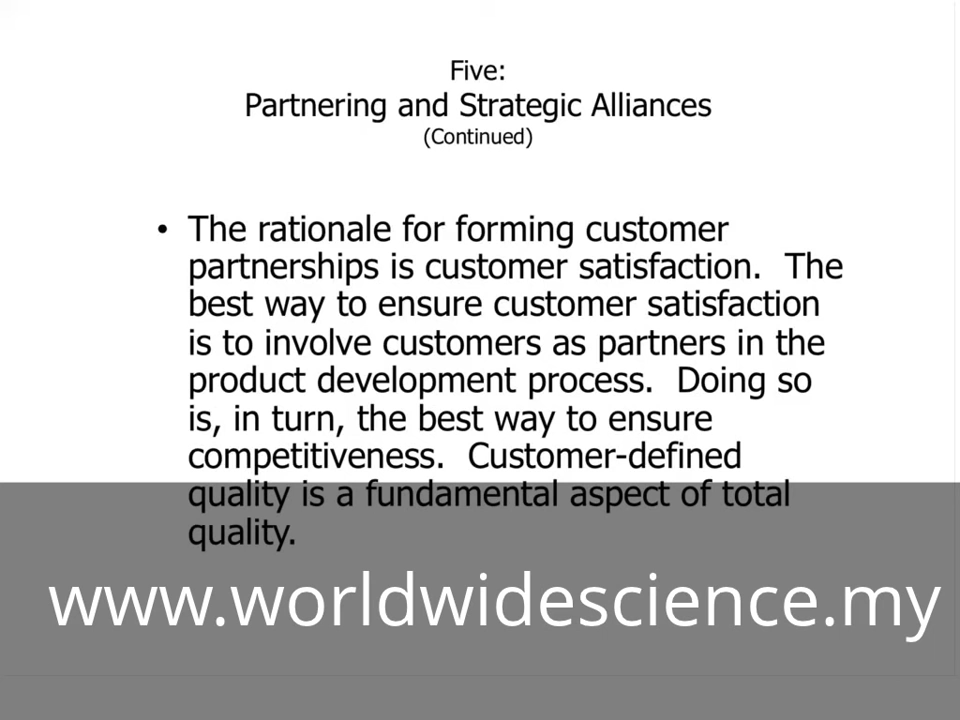 Five:
Partnering and Strategic Alliances
(Continued)
• The rationale for forming customer
partnerships is customer satisfaction.  The
best way to ensure customer satisfaction
is to involve customers as partners in the
product development process.  Doing so
is, in turn, the best way to ensure
competitiveness.  Customer-defined
quality is a fundamental aspect of total
quality.
www.worldwidescience.my